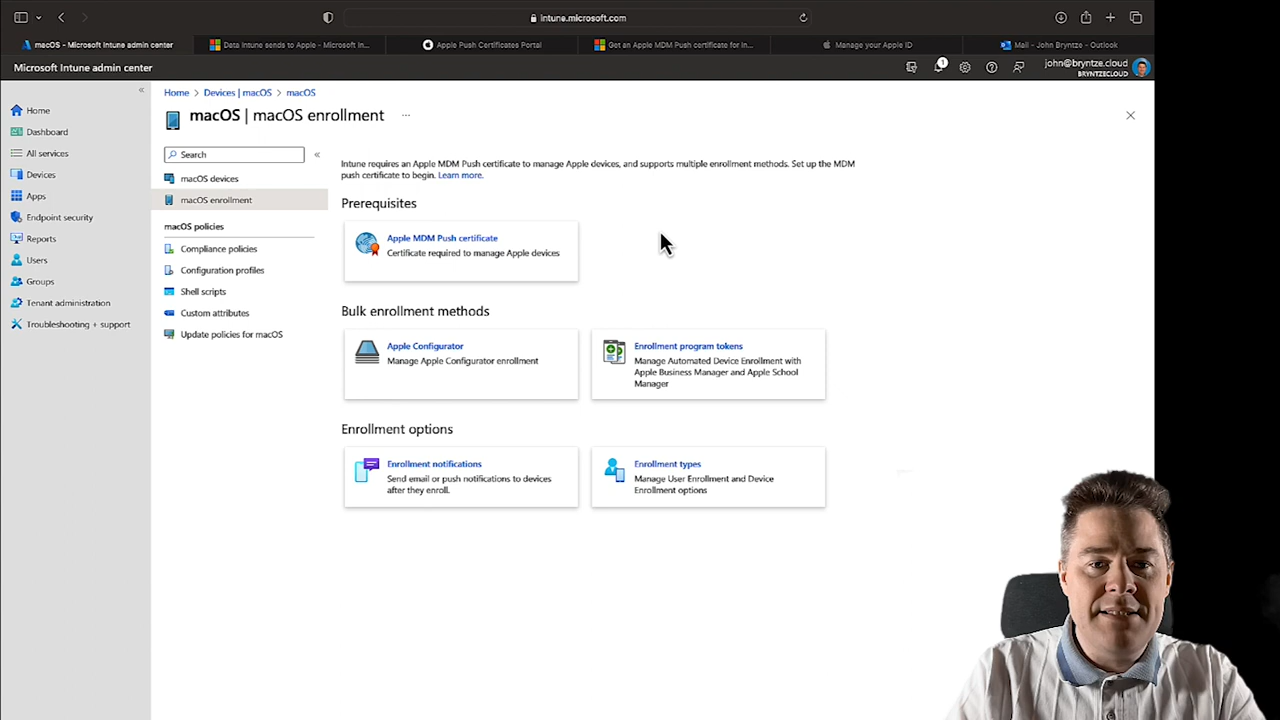 intune.microsoft.com
macOS - Microsoft Intune admin center
Data Intune sends to Apple - Microsoft In...
Apple Push Certificates Portal
Get an Apple MDM Push certificate for In...
Manage your Apple ID
Mail - John Bryntze - Outlook
Microsoft Intune admin center
1
john@bryntze.cloud
BRYNTZECLOUD
Home
Dashboard
All services
Devices
Apps
Endpoint security
Reports
Users
Groups
Tenant administration
Troubleshooting + support
Home > Devices | macOS > macOS
macOS | macOS enrollment ...
Search
macOS devices
macOS enrollment
macOS policies
Compliance policies
Configuration profiles
Shell scripts
Custom attributes
Update policies for macOS
Intune requires an Apple MDM Push certificate to manage Apple devices, and supports multiple enrollment methods. Set up the MDM
push certificate to begin. Learn more.
Prerequisites
Apple MDM Push certificate
Certificate required to manage Apple devices
Bulk enrollment methods
Apple Configurator
Manage Apple Configurator enrollment
Enrollment program tokens
Manage Automated Device Enrollment with
Apple Business Manager and Apple School
Manager
Enrollment options
Enrollment notifications
Send email or push notifications to devices
after they enroll.
Enrollment types
Manage User Enrollment and Device
Enrollment options